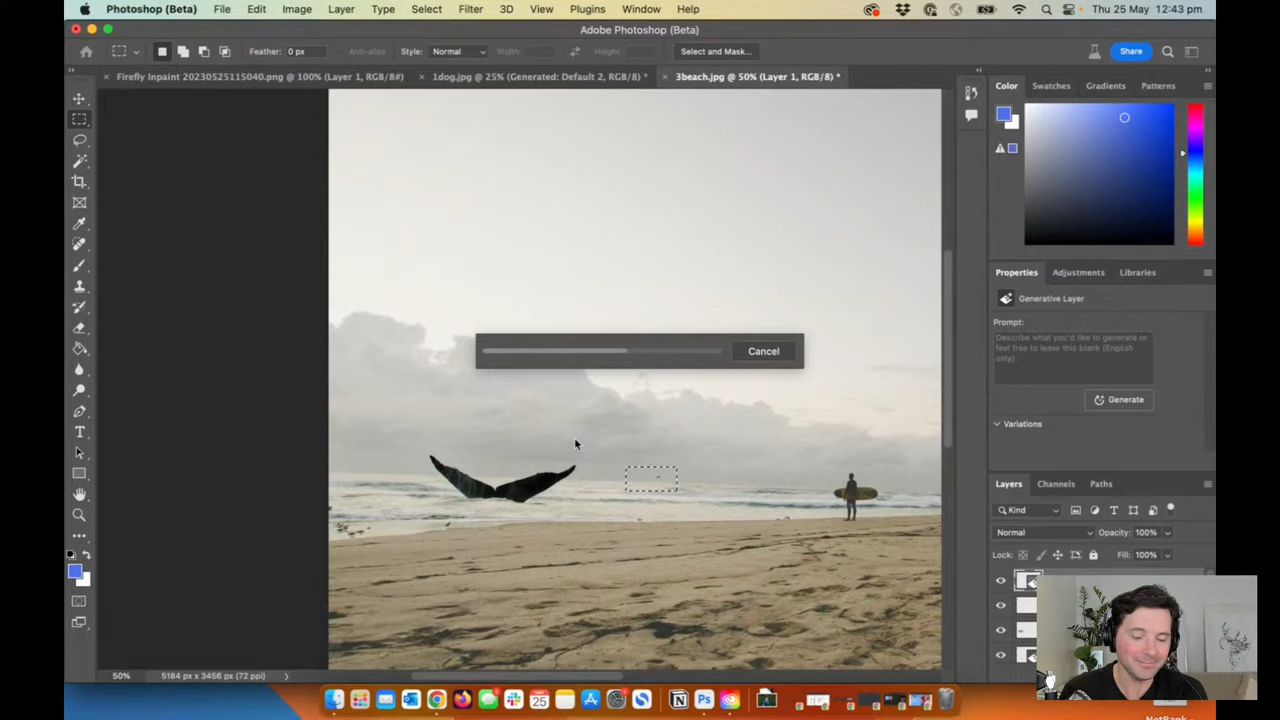 Photoshop (Beta) File Edit Image Layer Type Select Filter 3D View Plugins Window Help Thu 25 May 12:43 pm
Adobe Photoshop (Beta)
Feather: 0 px Anti-alias Style: Normal Width: Height: Select and Mask... Share
Firefly Inpaint 20230525115040.png @ 100% (Layer 1, RGB/8#) 1dog.jpg @ 25% (Generated: Default 2, RGB/8) * 3beach.jpg @ 50% (Layer 1, RGB/8) *
Color Swatches Gradients Patterns
Properties Adjustments Libraries
Generative Layer
Prompt:
Describe what you'd like to generate or
feel free to leave this blank (English
only).
Cancel
Generate
Variations
Layers Channels Paths
Kind
Normal Opacity: 100%
Lock: Fill: 100%
50% 5184 px x 3456 px (72 ppi)
NetBank